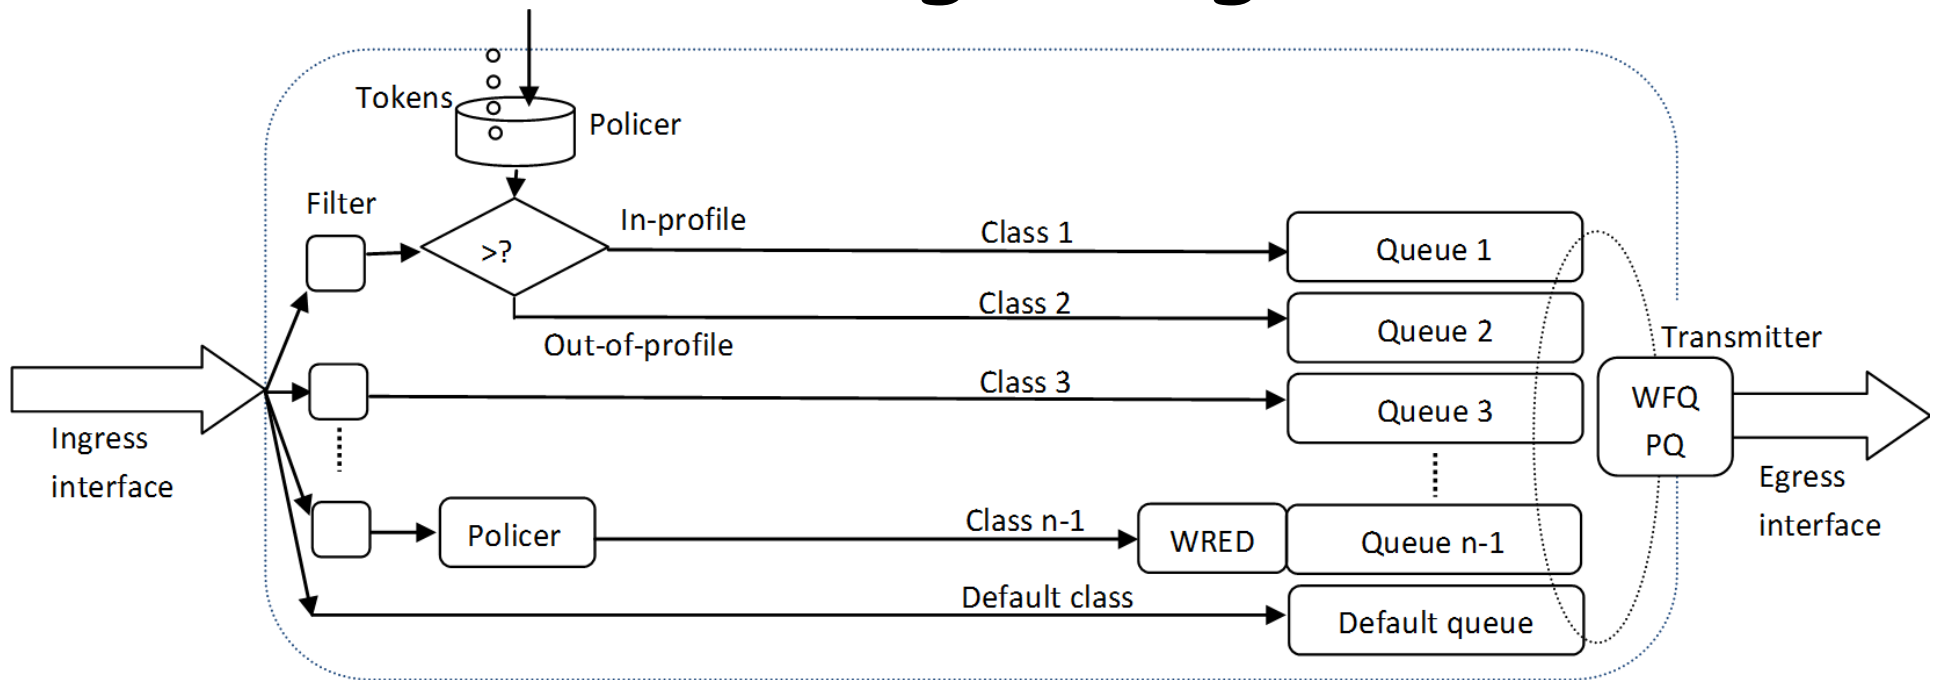 Tokens
Policer
Filter
In-profile
Class 1
>?
Queue 1
Class 2
Queue 2
Out-of-profile
Transmitter
Class 3
Queue 3
WFQ
PQ
Ingress
interface
Egress
interface
Policer
Class n-1
WRED
Queue n-1
Default class
Default queue